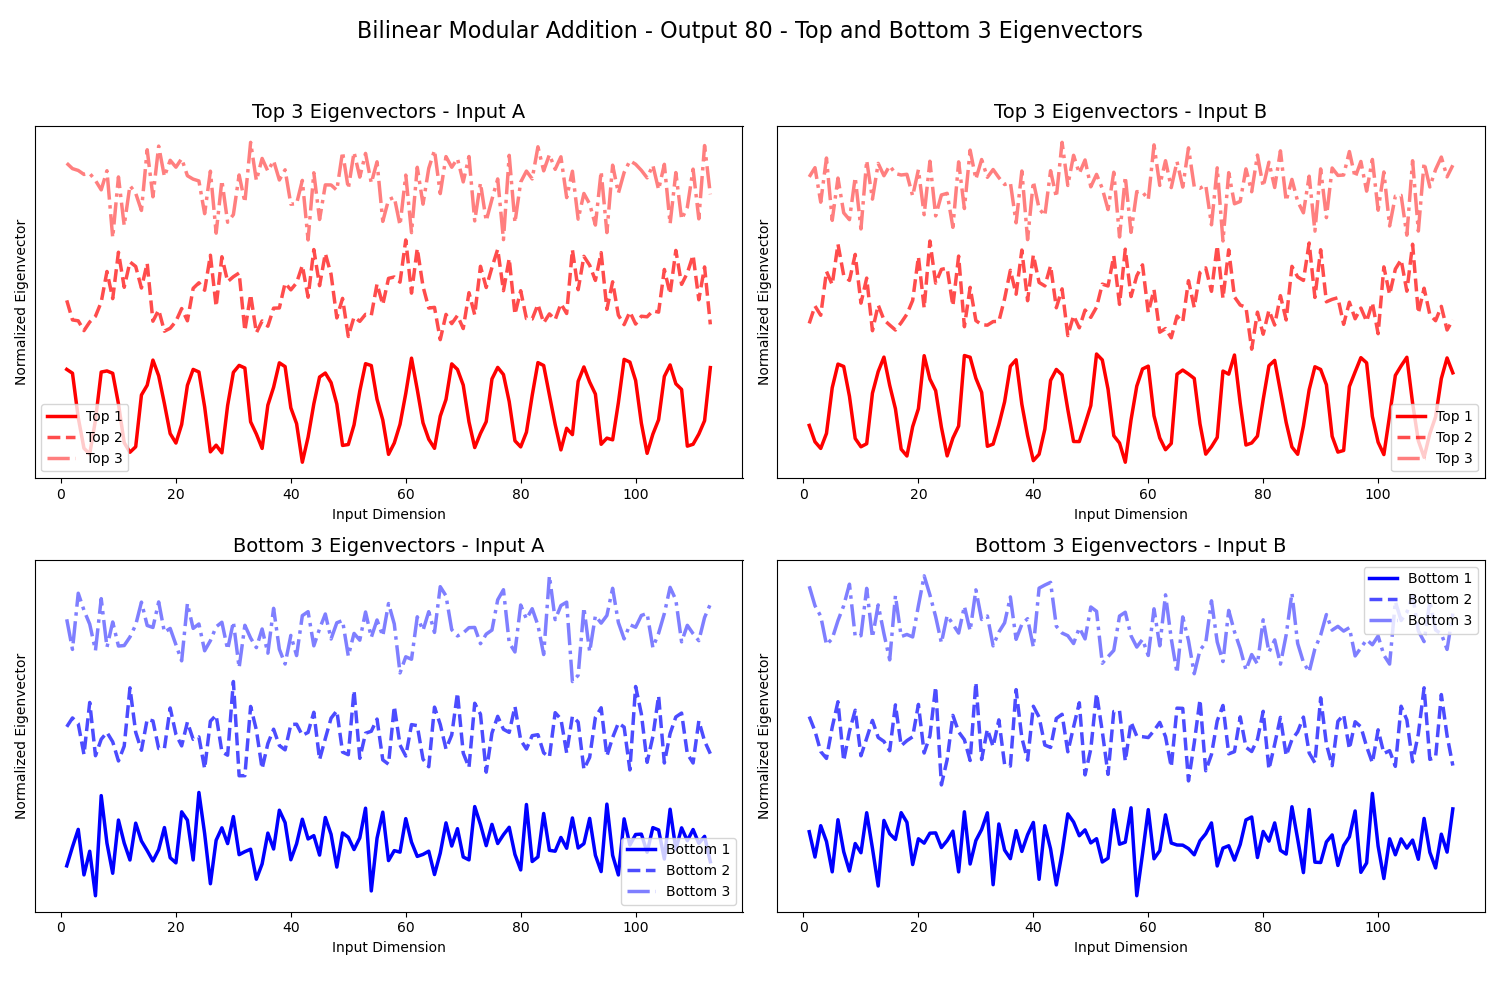 Bilinear Modular Addition - Output 80 - Top and Bottom 3 Eigenvectors
Top 3 Eigenvectors - Input A
Normalized Eigenvector
Top 1
Top 2
Top 3
0 20 40 60 80 100
Input Dimension
Top 3 Eigenvectors - Input B
Normalized Eigenvector
Top 1
Top 2
Top 3
0 20 40 60 80 100
Input Dimension
Bottom 3 Eigenvectors - Input A
Normalized Eigenvector
Bottom 1
Bottom 2
Bottom 3
0 20 40 60 80 100
Input Dimension
Bottom 3 Eigenvectors - Input B
Normalized Eigenvector
Bottom 1
Bottom 2
Bottom 3
0 20 40 60 80 100
Input Dimension